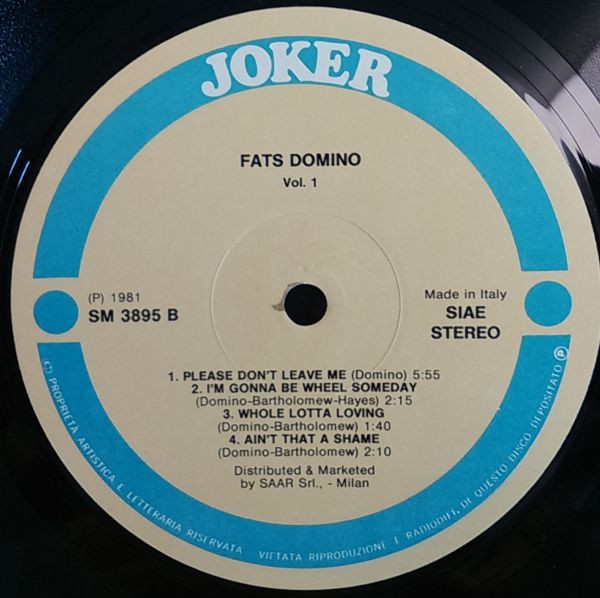 JOKER
FATS DOMINO
Vol. 1
(P) 1981
SM 3895 B
Made in Italy
SIAE
STEREO
1. PLEASE DON'T LEAVE ME (Domino) 5:55
2. I'M GONNA BE WHEEL SOMEDAY
(Domino-Bartholomew-Hayes) 2:15
3. WHOLE LOTTA LOVING
(Domino-Bartholomew) 1:40
4. AIN'T THAT A SHAME
(Domino-Bartholomew) 2:10
Distributed & Marketed
by SAAR Srl., - Milan
(C) PROPRIETA ARTISTICA E LETTERARIA RISERVATA VIETATA RIPRODUZIONE E RADIODIFF. DI QUESTO DISCO DEPOSITATO (P)